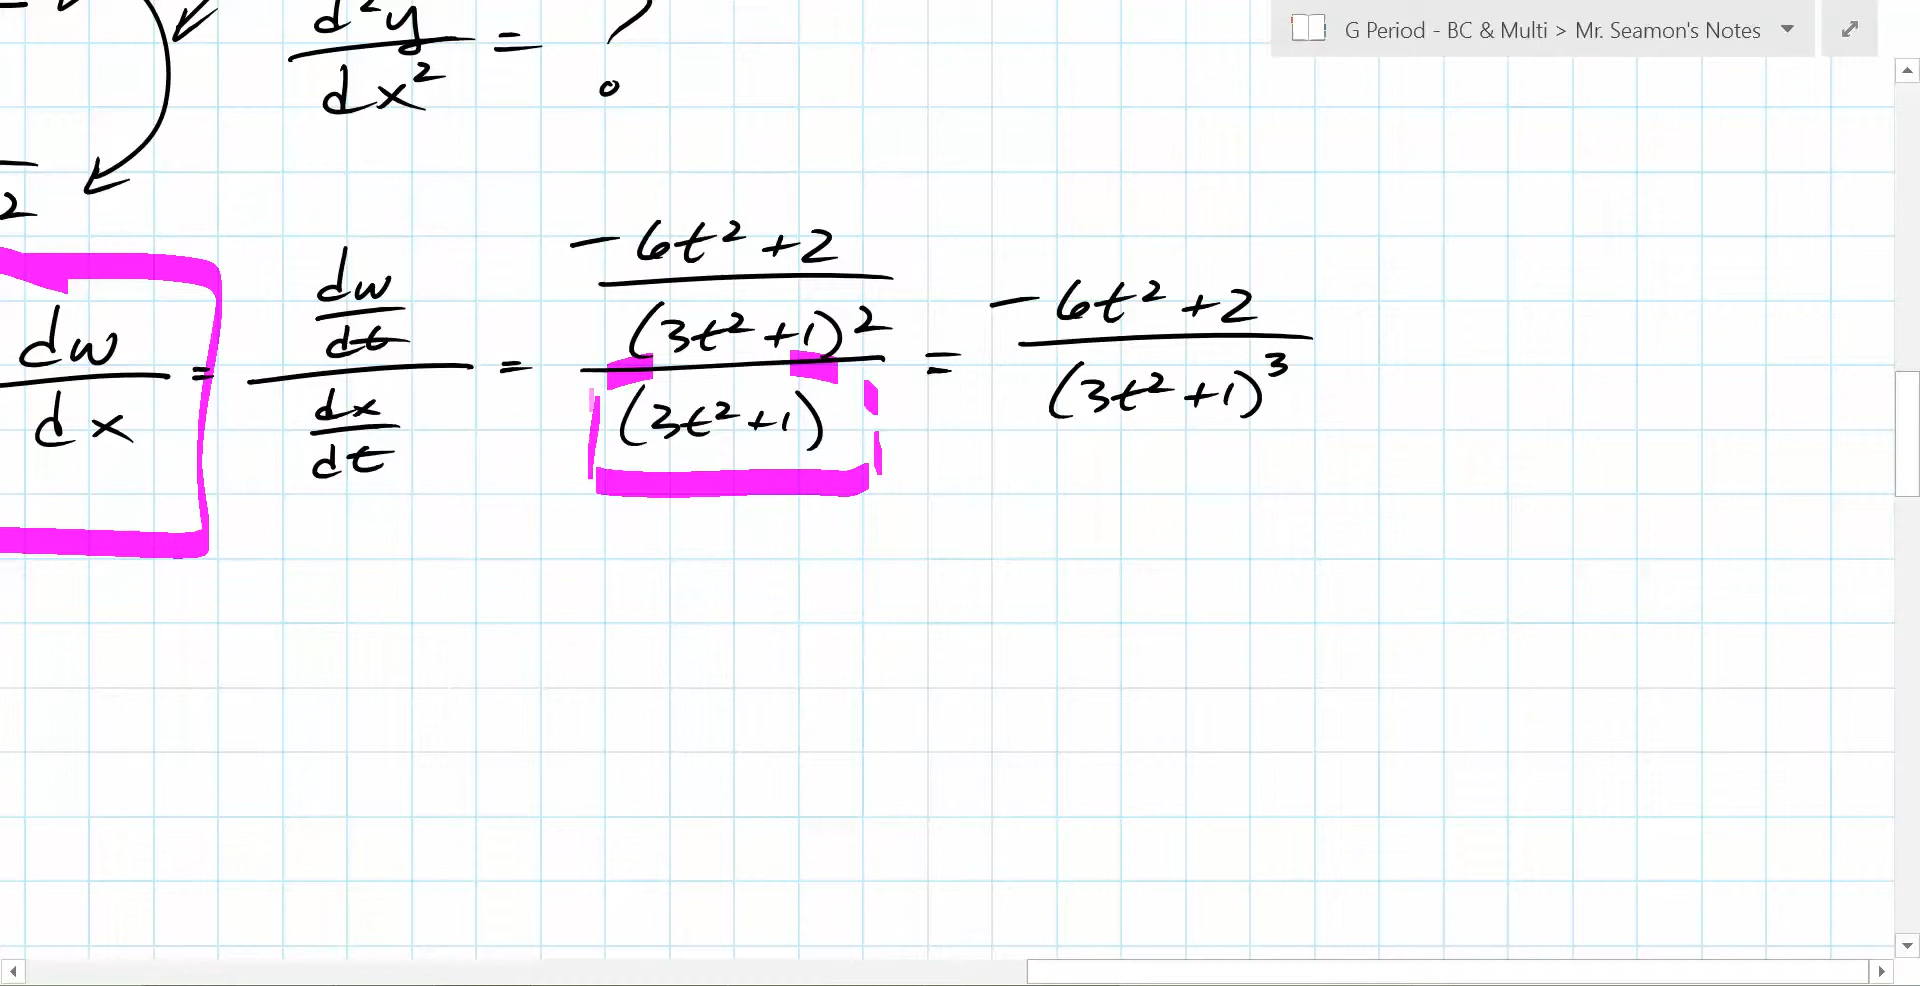 G Period - BC & Multi > Mr. Seamon's Notes
d²y/dx² = ?
2
dw/dx = (dw/dt)/(dx/dt) = ((-6t²+2)/(3t²+1)²)/(3t²+1) = (-6t²+2)/(3t²+1)³